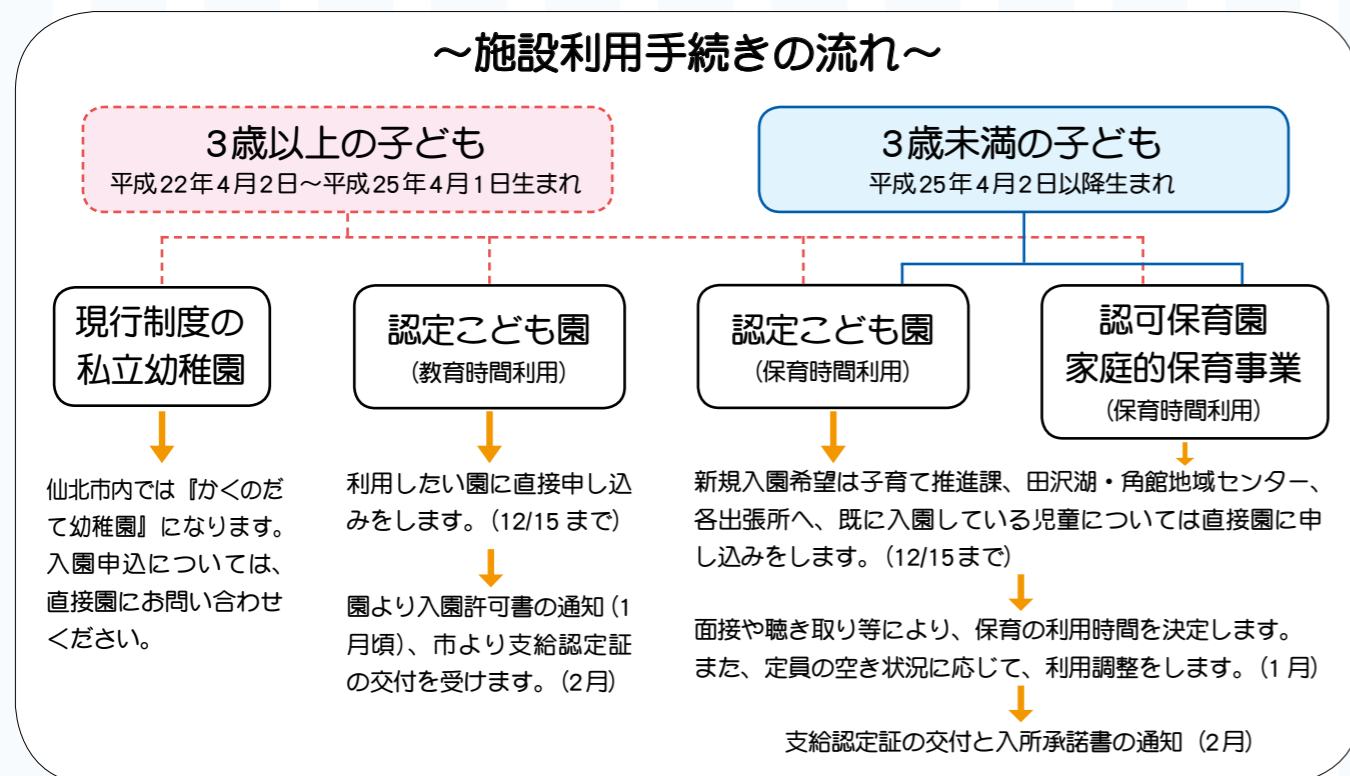 ～施設利用手続きの流れ～
3歳以上の子ども
平成22年4月2日～平成25年4月1日生まれ
3歳未満の子ども
平成25年4月2日以降生まれ
現行制度の
私立幼稚園
仙北市内では『かくのだ
て幼稚園』になります。
入園申込については、
直接園にお問い合わせ
ください。
認定こども園
（教育時間利用）
利用したい園に直接申し込
みをします。（12/15 まで）
園より入園許可書の通知（1
月頃）、市より支給認定証
の交付を受けます。（2月）
認定こども園
（保育時間利用）
認可保育園
家庭的保育事業
（保育時間利用）
新規入園希望は子育て推進課、田沢湖・角館地域センター、
各出張所へ、既に入園している児童については直接園に申
し込みをします。（12/15まで）
面接や聴き取り等により、保育の利用時間を決定します。
また、定員の空き状況に応じて、利用調整をします。（1月）
支給認定証の交付と入所承諾書の通知（2月）